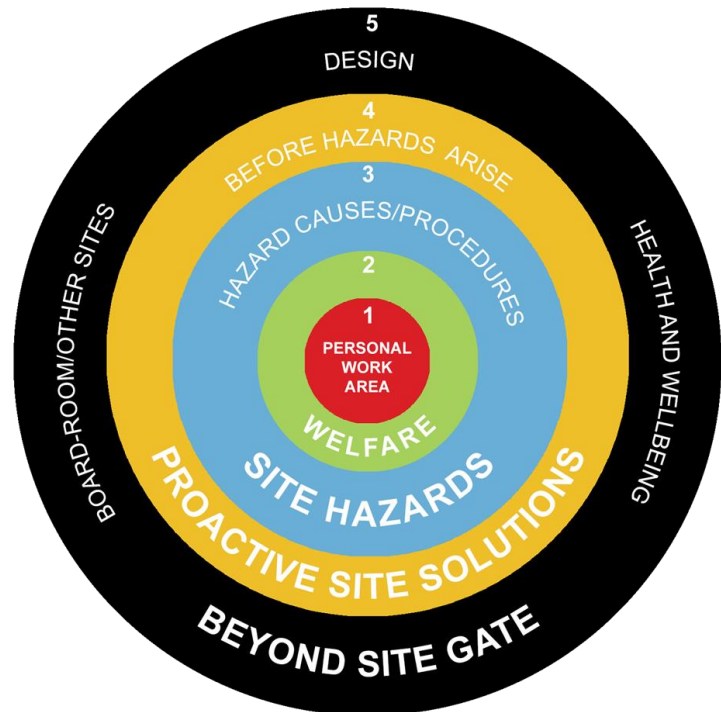 5
DESIGN
BOARD-ROOM/OTHER SITES
HEALTH AND WELLBEING
4
BEFORE HAZARDS ARISE
3
HAZARD CAUSES/PROCEDURES
2
1
PERSONAL
WORK
AREA
WELFARE
SITE HAZARDS
PROACTIVE SITE SOLUTIONS
BEYOND SITE GATE